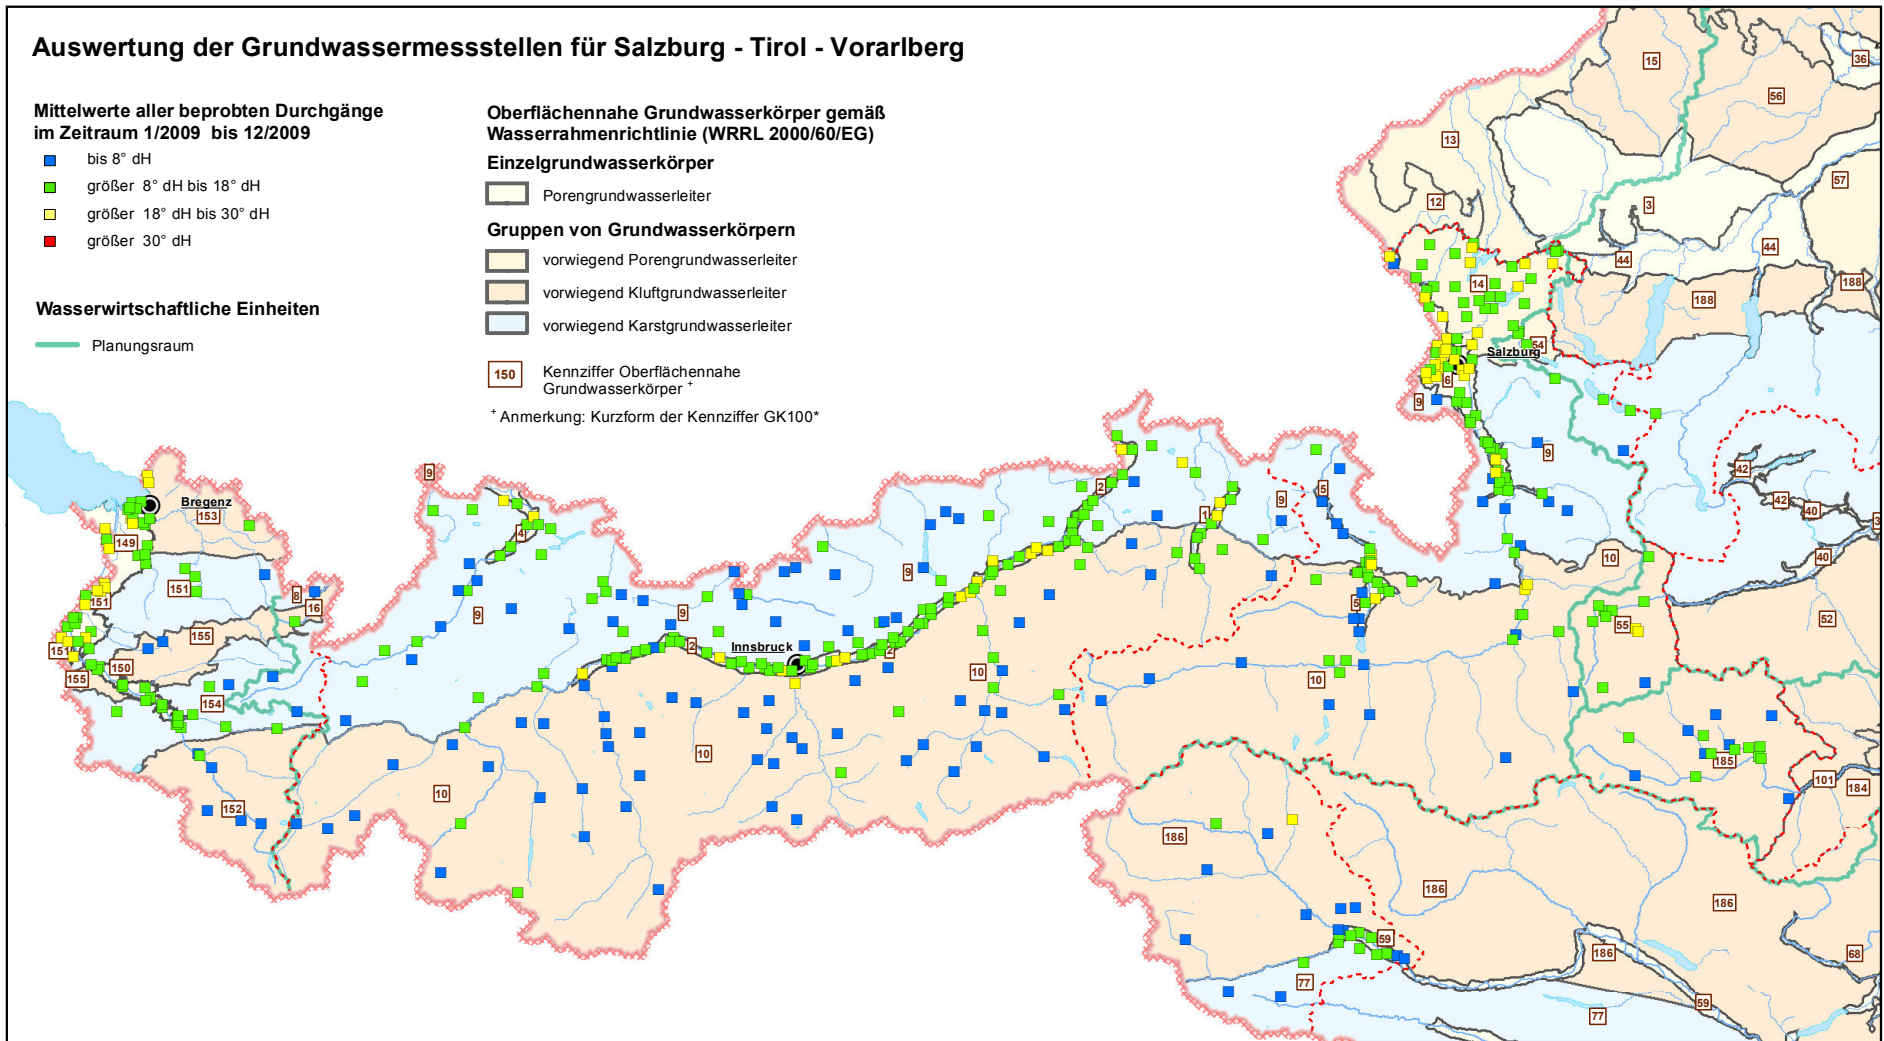 Auswertung der Grundwassermessstellen für Salzburg - Tirol - Vorarlberg
Mittelwerte aller beprobten Durchgänge
im Zeitraum 1/2009 bis 12/2009
bis 8° dH
größer 8° dH bis 18° dH
größer 18° dH bis 30° dH
größer 30° dH
Wasserwirtschaftliche Einheiten
Planungsraum
Oberflächennahe Grundwasserkörper gemäß
Wasserrahmenrichtlinie (WRRL 2000/60/EG)
Einzelgrundwasserkörper
Porengrundwasserleiter
Gruppen von Grundwasserkörpern
vorwiegend Porengrundwasserleiter
vorwiegend Kluftgrundwasserleiter
vorwiegend Karstgrundwasserleiter
150 Kennziffer Oberflächennahe
Grundwasserkörper +
+ Anmerkung: Kurzform der Kennziffer GK100*
15
36
56
13
57
12
3
44
44
14
188
188
54
Salzburg
6
9
9
42
42
40
40
10
52
55
185
101
184
186
186
186
186
59
59
68
77
77
Bregenz
153
149
151
151
151
8
16
155
155
150
154
152
9
4
9
9
9
2
2
2
Innsbruck
10
10
10
10
1
9
5
5